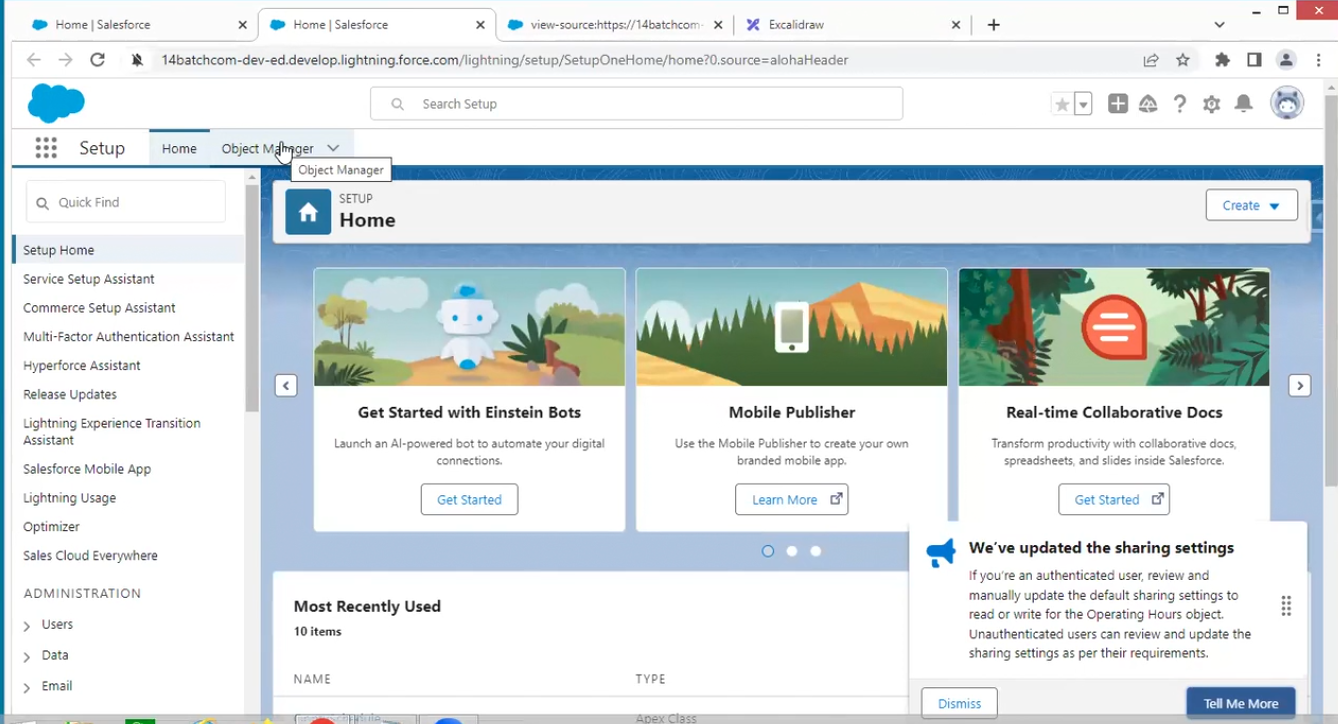 Home | Salesforce
Home | Salesforce
view-source:https://14batchcom-
Excalidraw
14batchcom-dev-ed.develop.lightning.force.com/lightning/setup/SetupOneHome/home?0.source=alohaHeader
Search Setup
Setup
Home
Object Manager
Object Manager
Quick Find
Setup Home
Service Setup Assistant
Commerce Setup Assistant
Multi-Factor Authentication Assistant
Hyperforce Assistant
Release Updates
Lightning Experience Transition
Assistant
Salesforce Mobile App
Lightning Usage
Optimizer
Sales Cloud Everywhere
ADMINISTRATION
Users
Data
Email
SETUP
Home
Create
Get Started with Einstein Bots
Launch an AI-powered bot to automate your digital
connections.
Get Started
Mobile Publisher
Use the Mobile Publisher to create your own
branded mobile app.
Learn More
Real-time Collaborative Docs
Transform productivity with collaborative docs,
spreadsheets, and slides inside Salesforce.
Get Started
Most Recently Used
10 items
NAME
TYPE
Apex Class
We've updated the sharing settings
If you're an authenticated user, review and
manually update the default sharing settings to
read or write for the Operating Hours object.
Unauthenticated users can review and update the
sharing settings as per their requirements.
Dismiss
Tell Me More